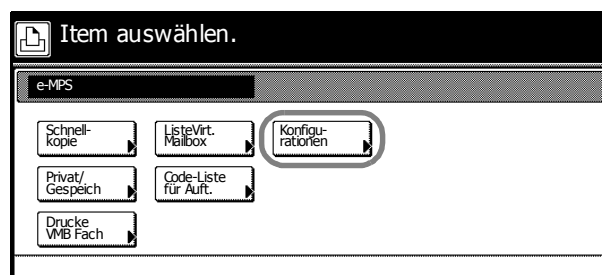 Item auswählen.
e-MPS
Schnell-
kopie
ListeVirt.
Mailbox
Konfigu-
rationen
Privat/
Gespeich
Code-Liste
für Auft.
Drucke
VMB Fach